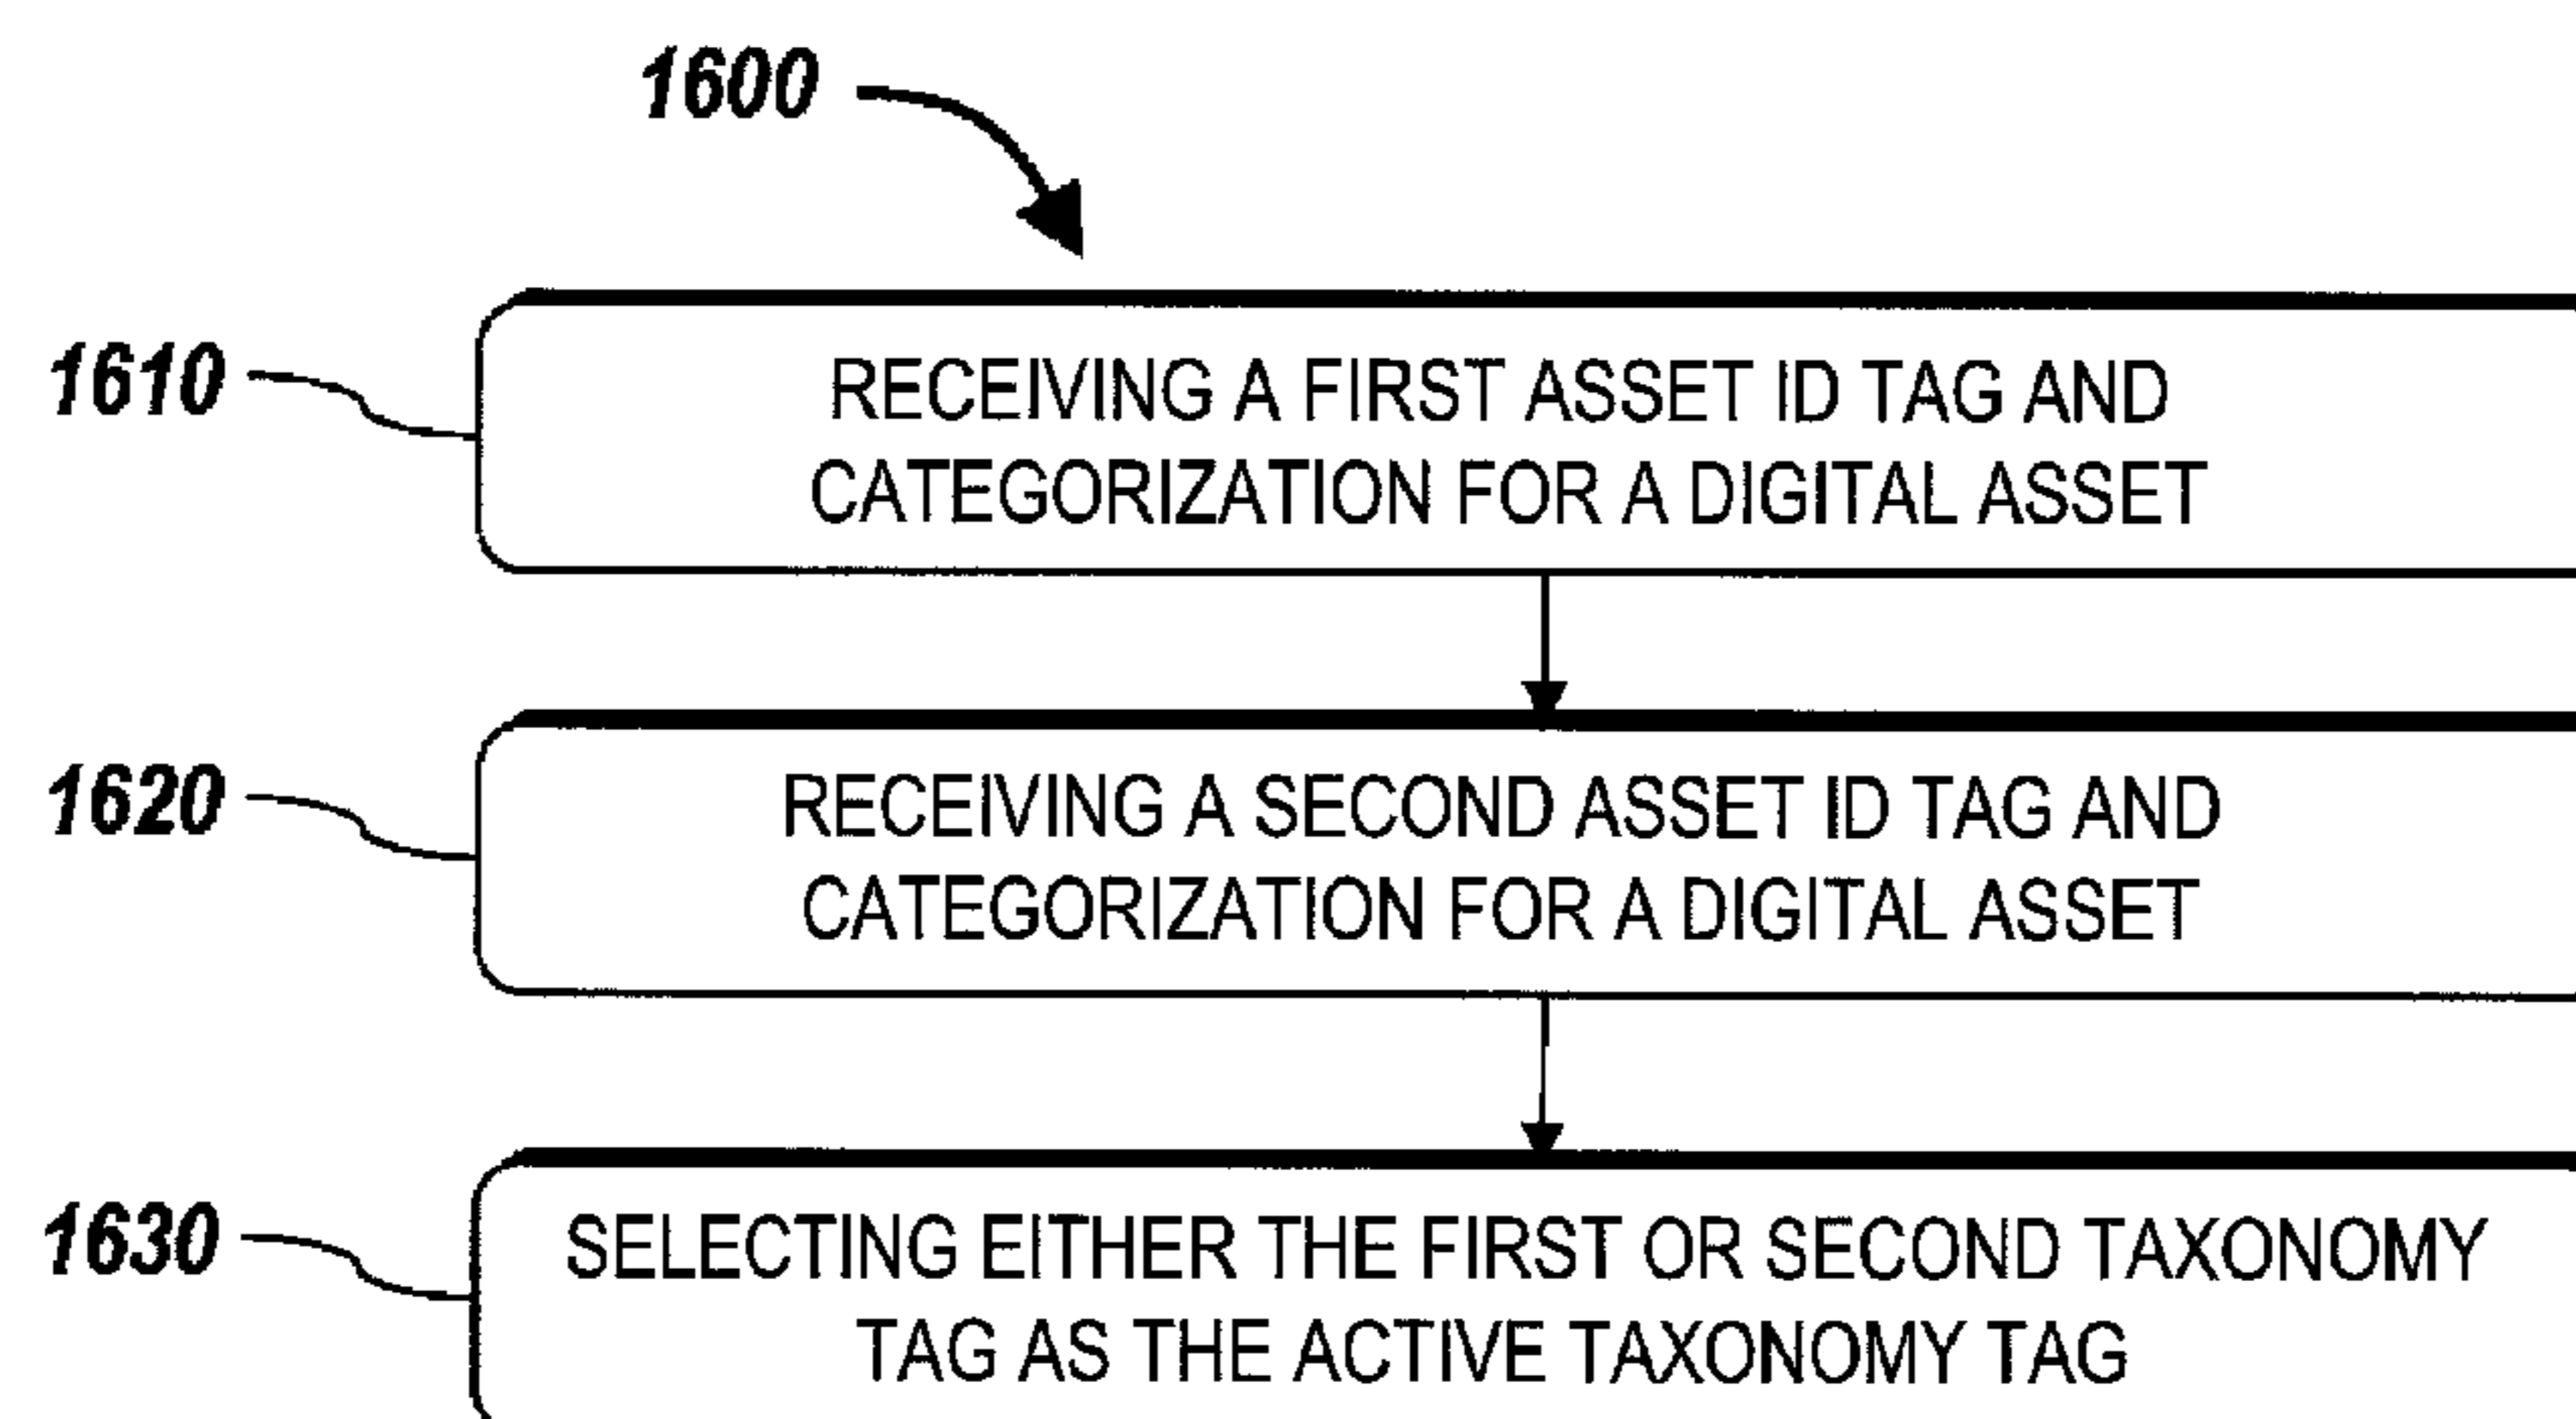 1600
1610
RECEIVING A FIRST ASSET ID TAG AND
CATEGORIZATION FOR A DIGITAL ASSET
1620
RECEIVING A SECOND ASSET ID TAG AND
CATEGORIZATION FOR A DIGITAL ASSET
1630
SELECTING EITHER THE FIRST OR SECOND TAXONOMY
TAG AS THE ACTIVE TAXONOMY TAG